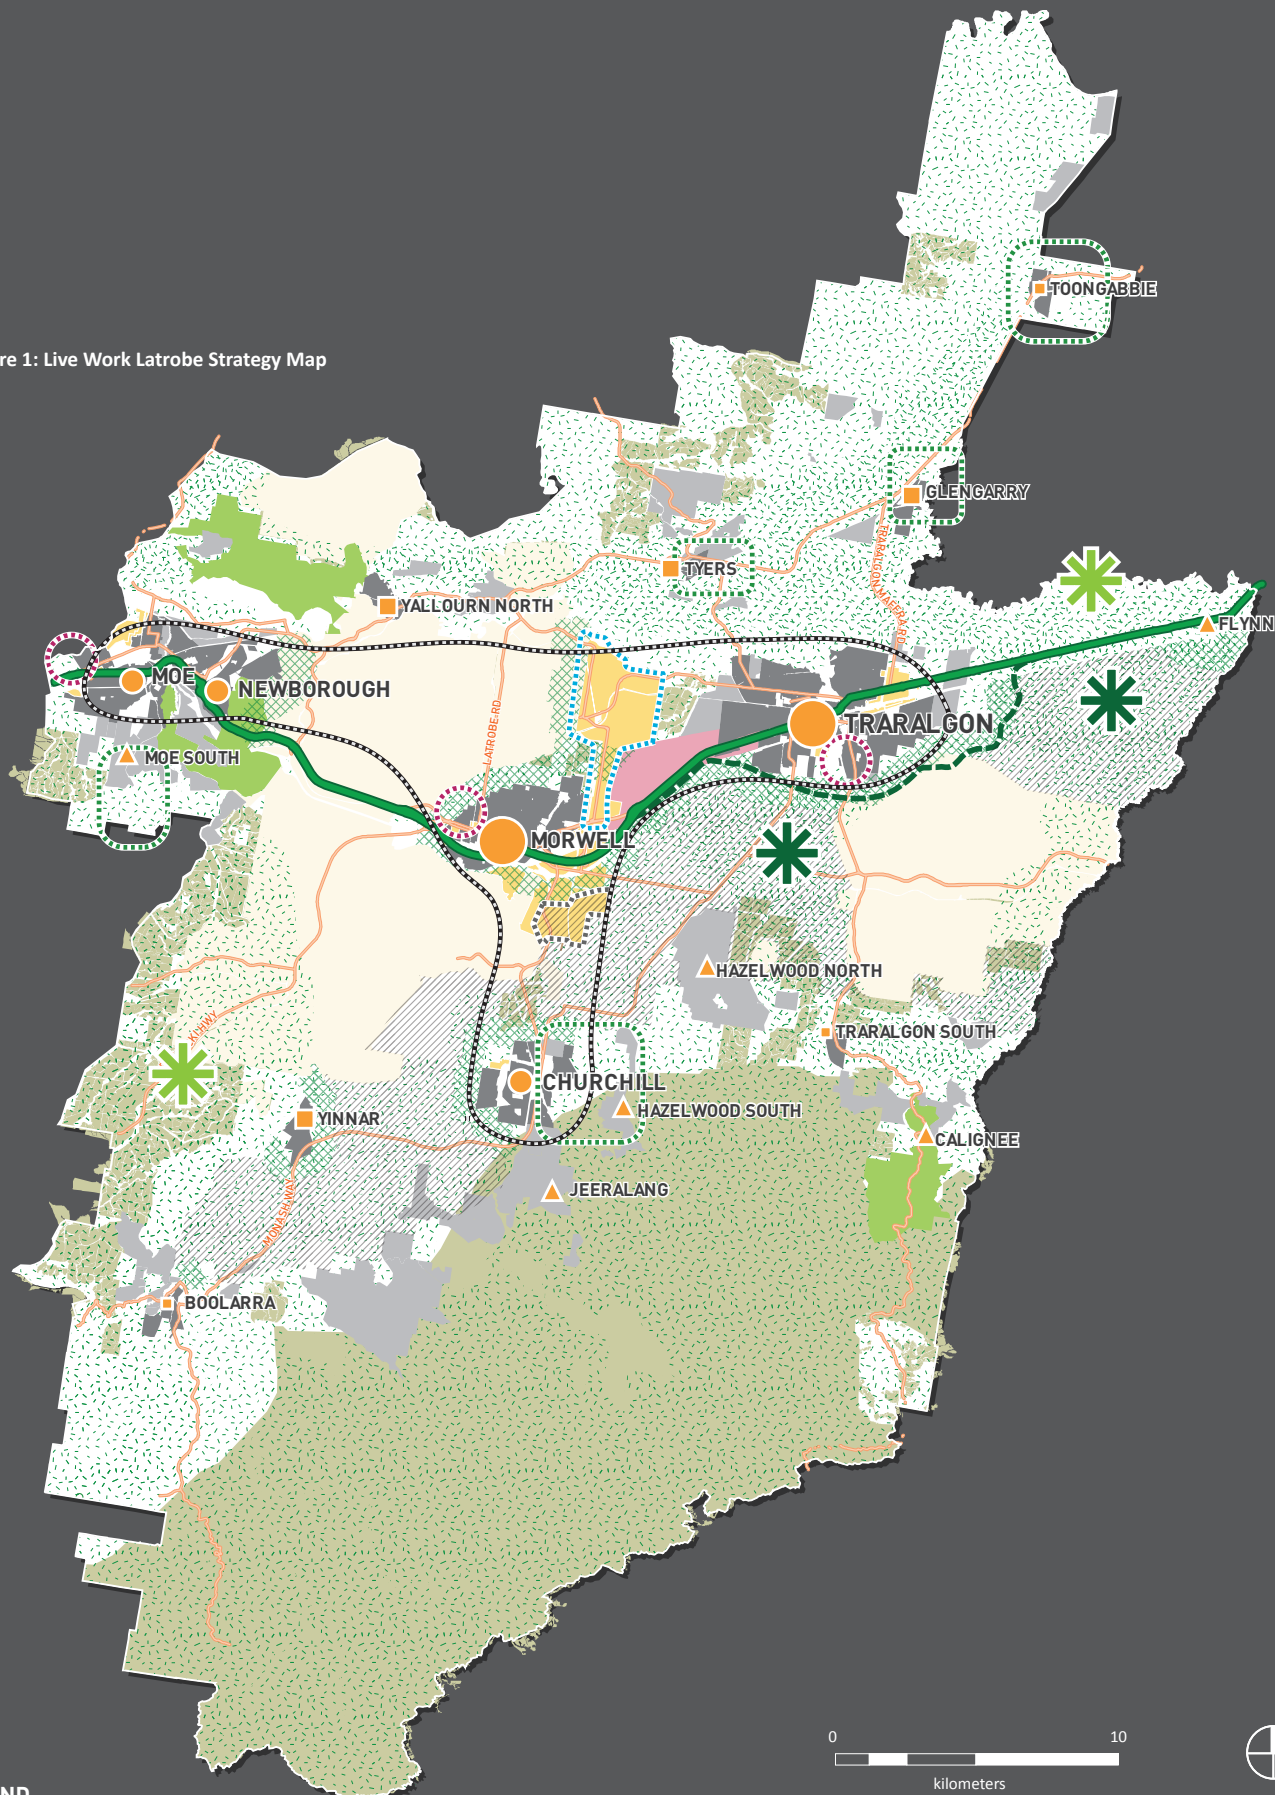 re 1: Live Work Latrobe Strategy Map
TOONGABBIE
GLENGARRY
TRARALGON MAFFRA RD
TYERS
YALLOURN NORTH
FLYNN
MOE
NEWBOROUGH
LATROBE RD
TRARALGON
MOE SOUTH
MORWELL
HAZELWOOD NORTH
TRARALGON SOUTH
HWY
CHURCHILL
HAZELWOOD SOUTH
YINNAR
CALIGNEE
JEERALANG
MONASH WAY
BOOLARRA
0 10
kilometers
ND